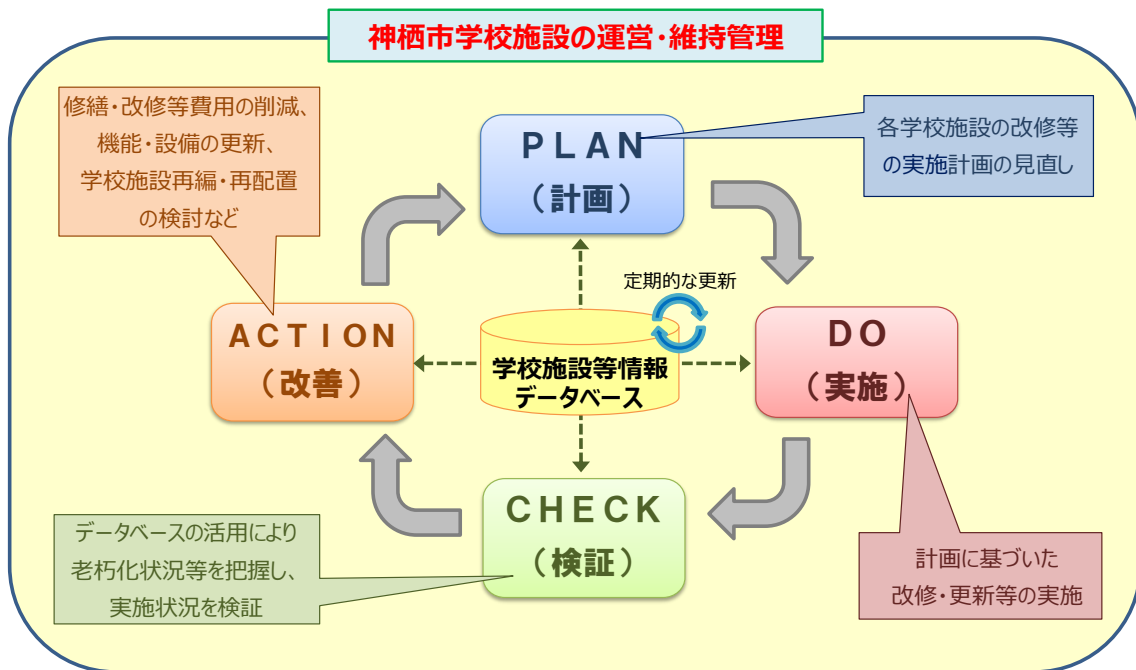 神栖市学校施設の運営・維持管理
修繕・改修等費用の削減、
機能・設備の更新、
学校施設再編・再配置
の検討など
PLAN
（計画）
各学校施設の改修等
の実施計画の見直し
定期的な更新
ACTION
（改善）
学校施設等情報
データベース
DO
（実施）
CHECK
（検証）
データベースの活用により
老朽化状況等を把握し、
実施状況を検証
計画に基づいた
改修・更新等の実施